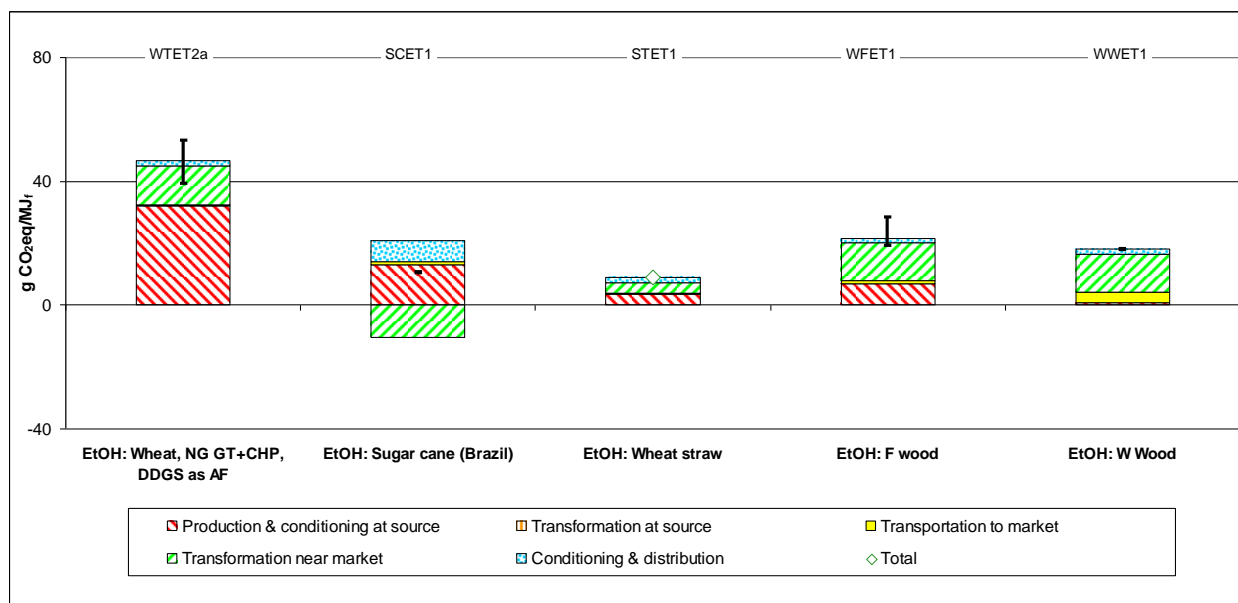 80
WTET2a
SCET1
STET1
WFET1
WWET1
40
g CO2eq/MJf
0
-40
EtOH: Wheat, NG GT+CHP,
DDGS as AF
EtOH: Sugar cane (Brazil)
EtOH: Wheat straw
EtOH: F wood
EtOH: W Wood
Production & conditioning at source
Transformation at source
Transportation to market
Transformation near market
Conditioning & distribution
Total